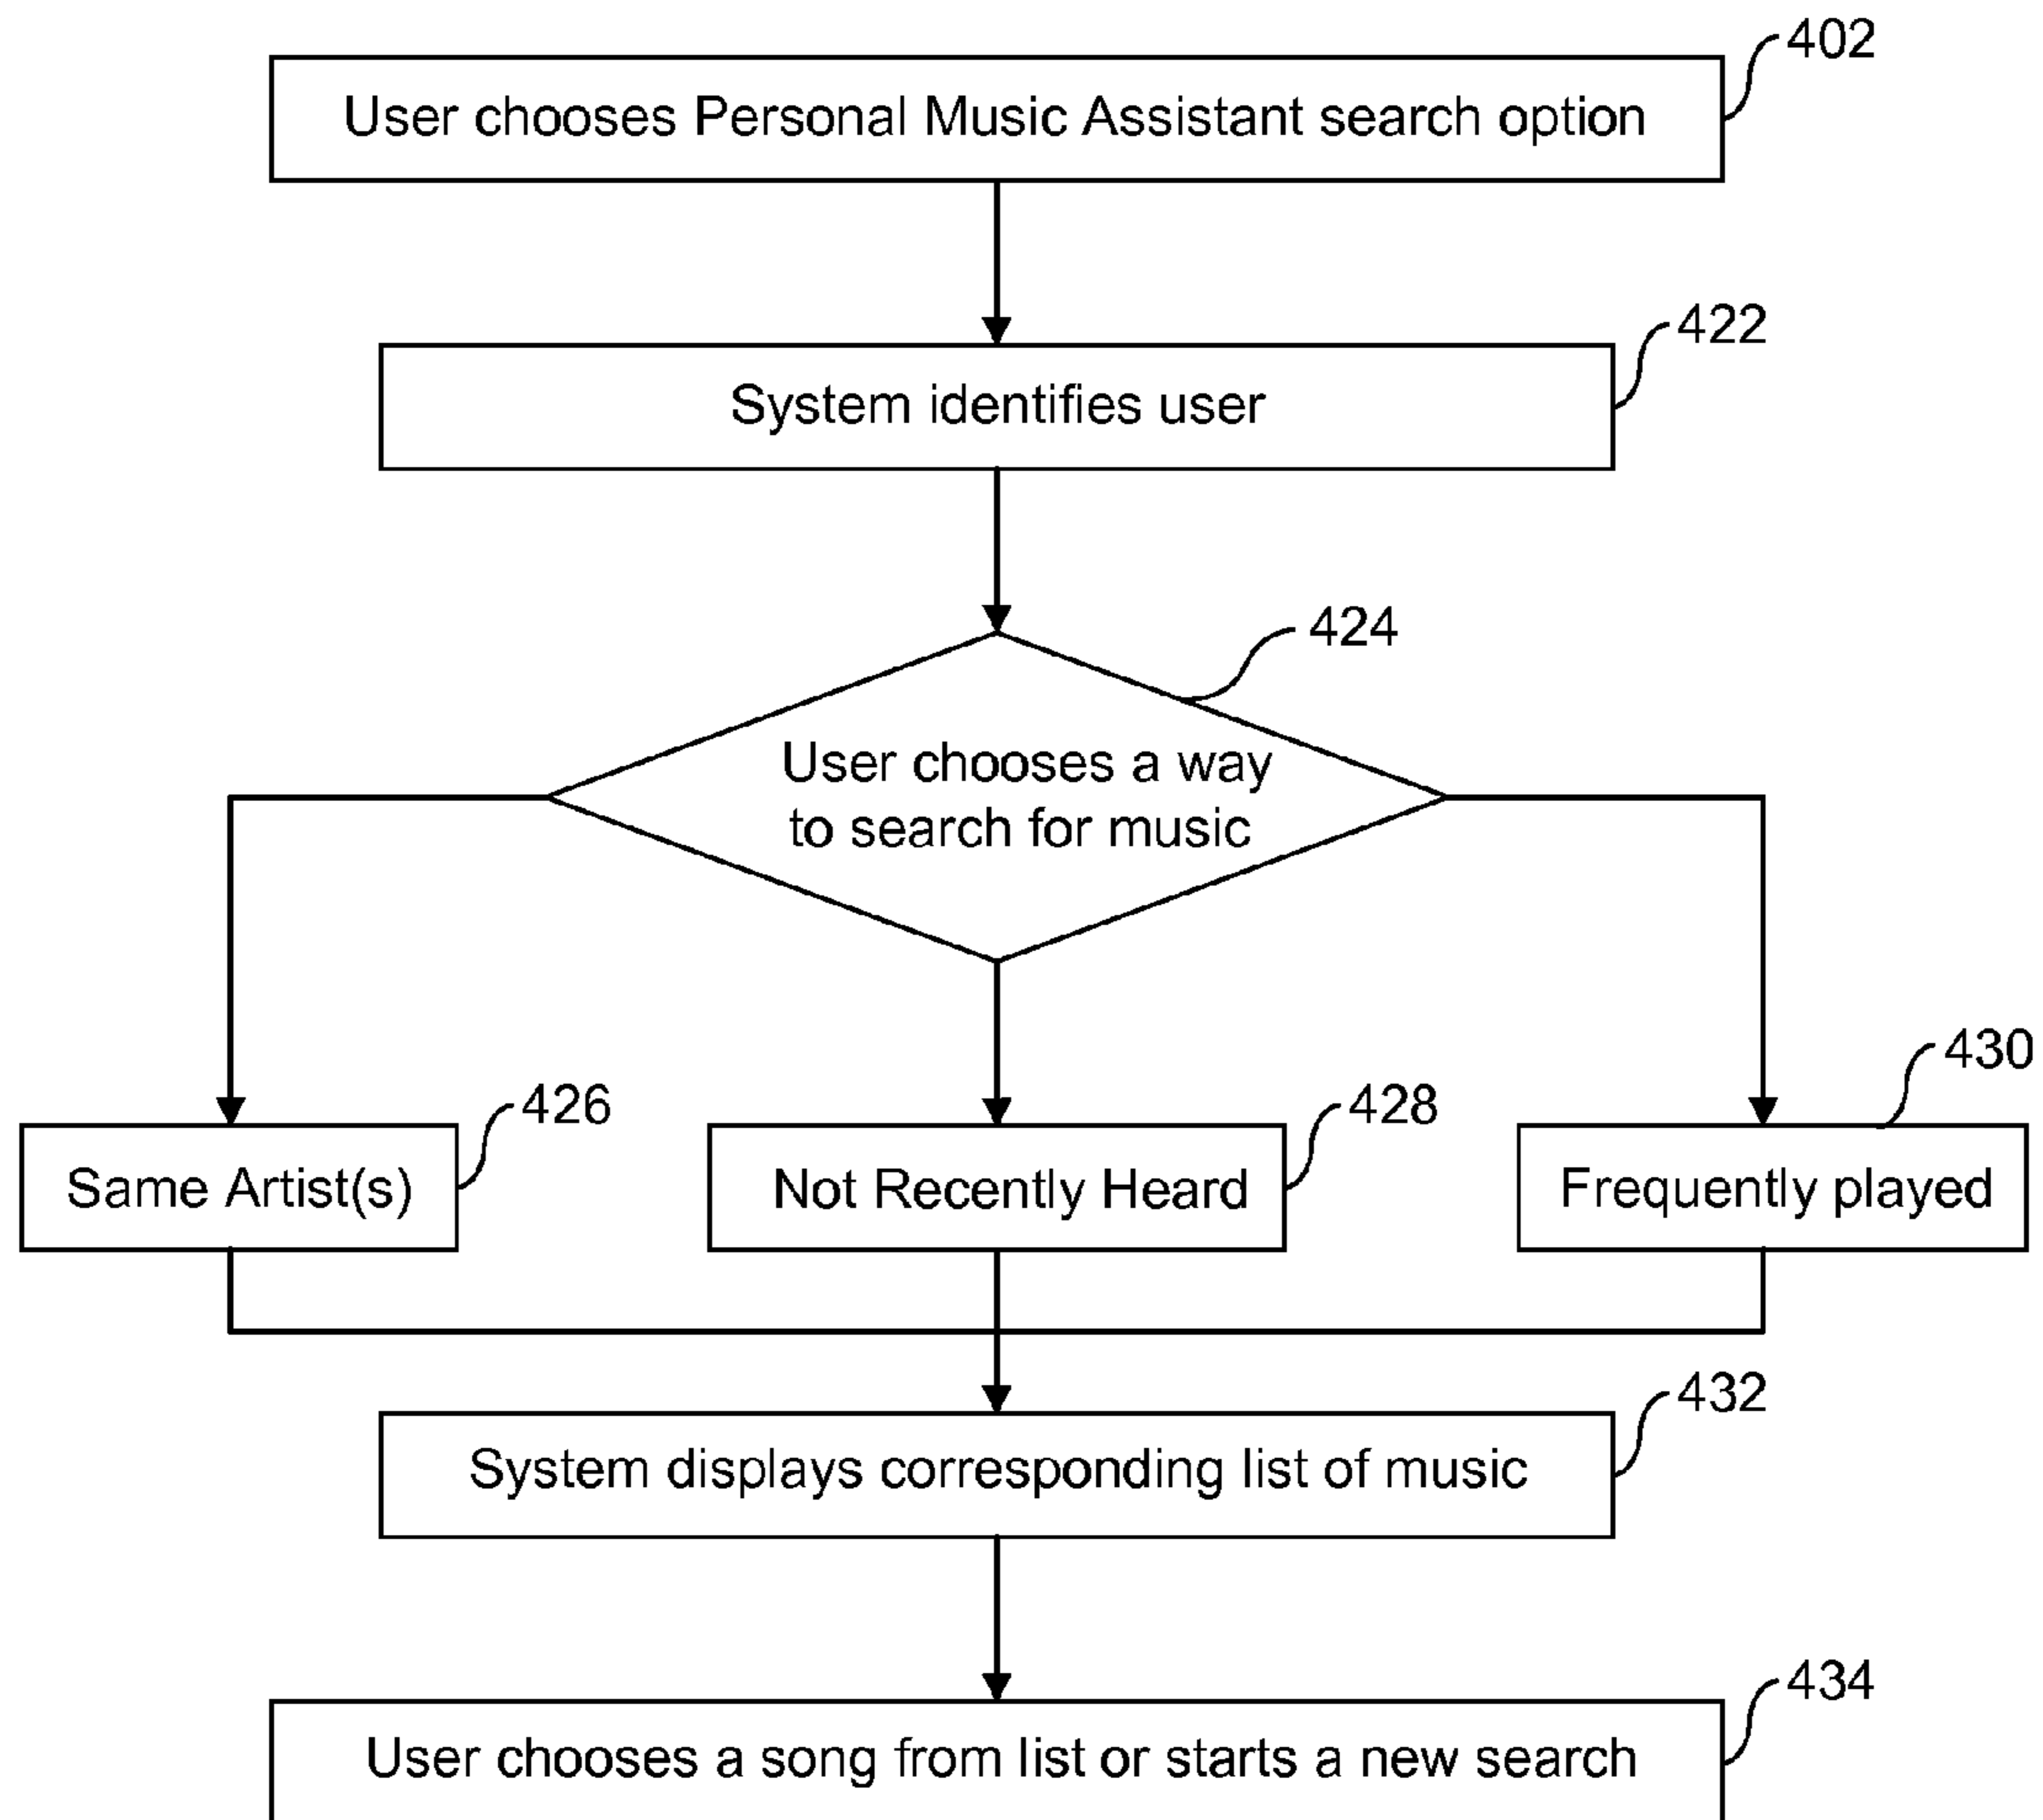 402
User chooses Personal Music Assistant search option
422
System identifies user
424
User chooses a way
to search for music
426
Same Artist(s)
428
Not Recently Heard
430
Frequently played
432
System displays corresponding list of music
434
User chooses a song from list or starts a new search